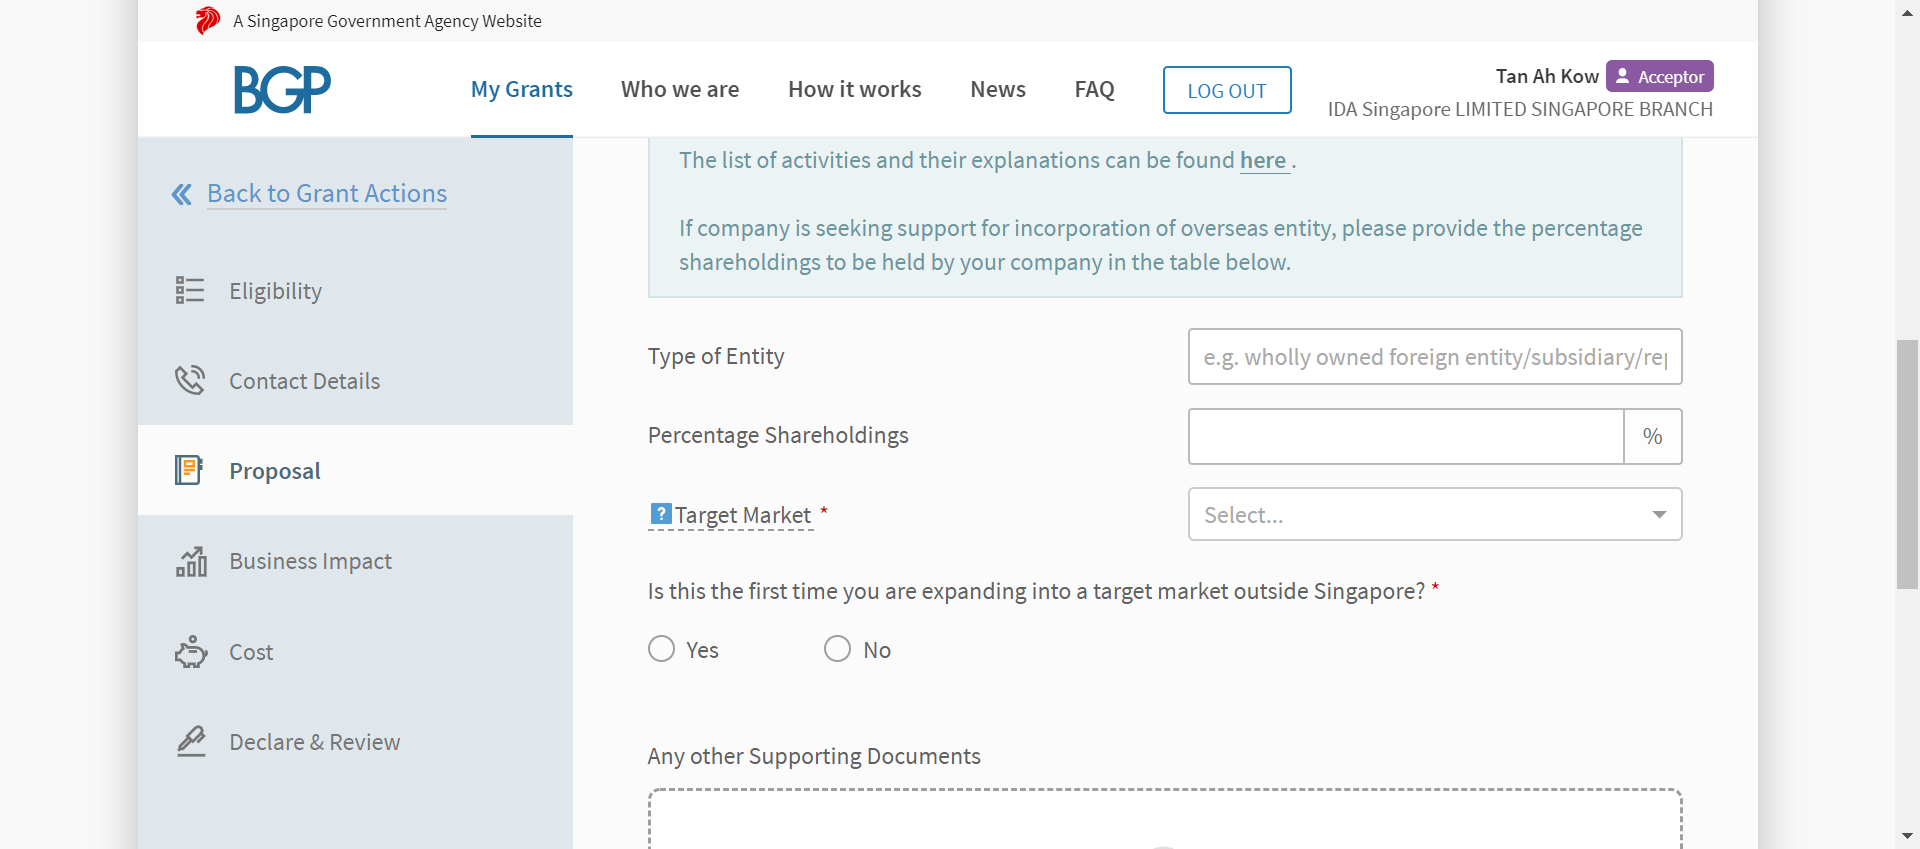 A Singapore Government Agency Website
BGP
My Grants
Who we are
How it works
News
FAQ
LOG OUT
Tan Ah Kow Acceptor
IDA Singapore LIMITED SINGAPORE BRANCH
Back to Grant Actions
Eligibility
Contact Details
Proposal
Business Impact
Cost
Declare & Review
The list of activities and their explanations can be found here .
If company is seeking support for incorporation of overseas entity, please provide the percentage
shareholdings to be held by your company in the table below.
Type of Entity
e.g. wholly owned foreign entity/subsidiary/rep
Percentage Shareholdings
%
? Target Market *
Select...
Is this the first time you are expanding into a target market outside Singapore? *
Yes
No
Any other Supporting Documents